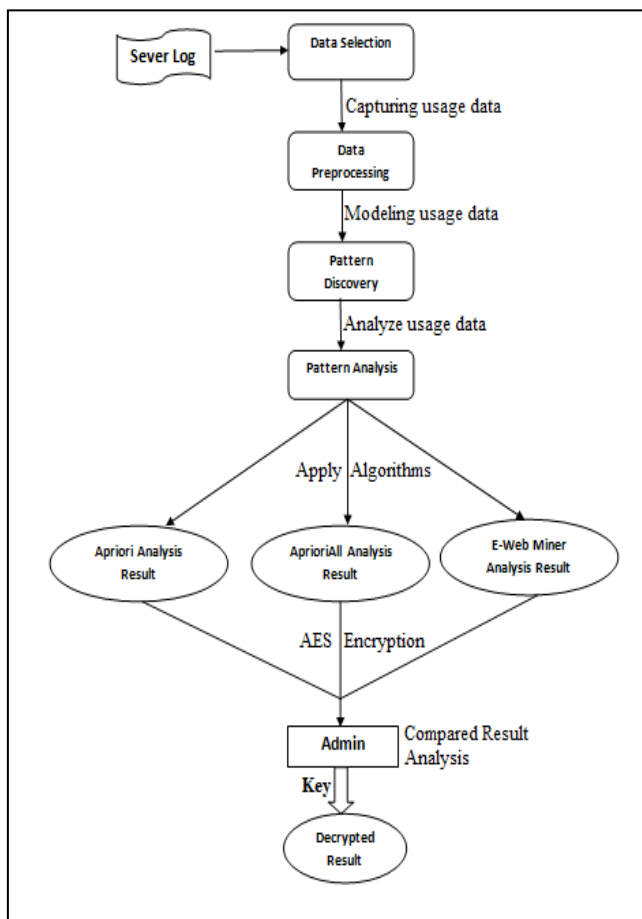 Sever Log
Data Selection
Capturing usage data
Data
Preprocessing
Modeling usage data
Pattern
Discovery
Analyze usage data
Pattern Analysis
Apply Algorithms
Apriori Analysis
Result
AprioriAll Analysis
Result
E-Web Miner
Analysis Result
AES Encryption
Admin
Compared Result
Analysis
Key
Decrypted
Result